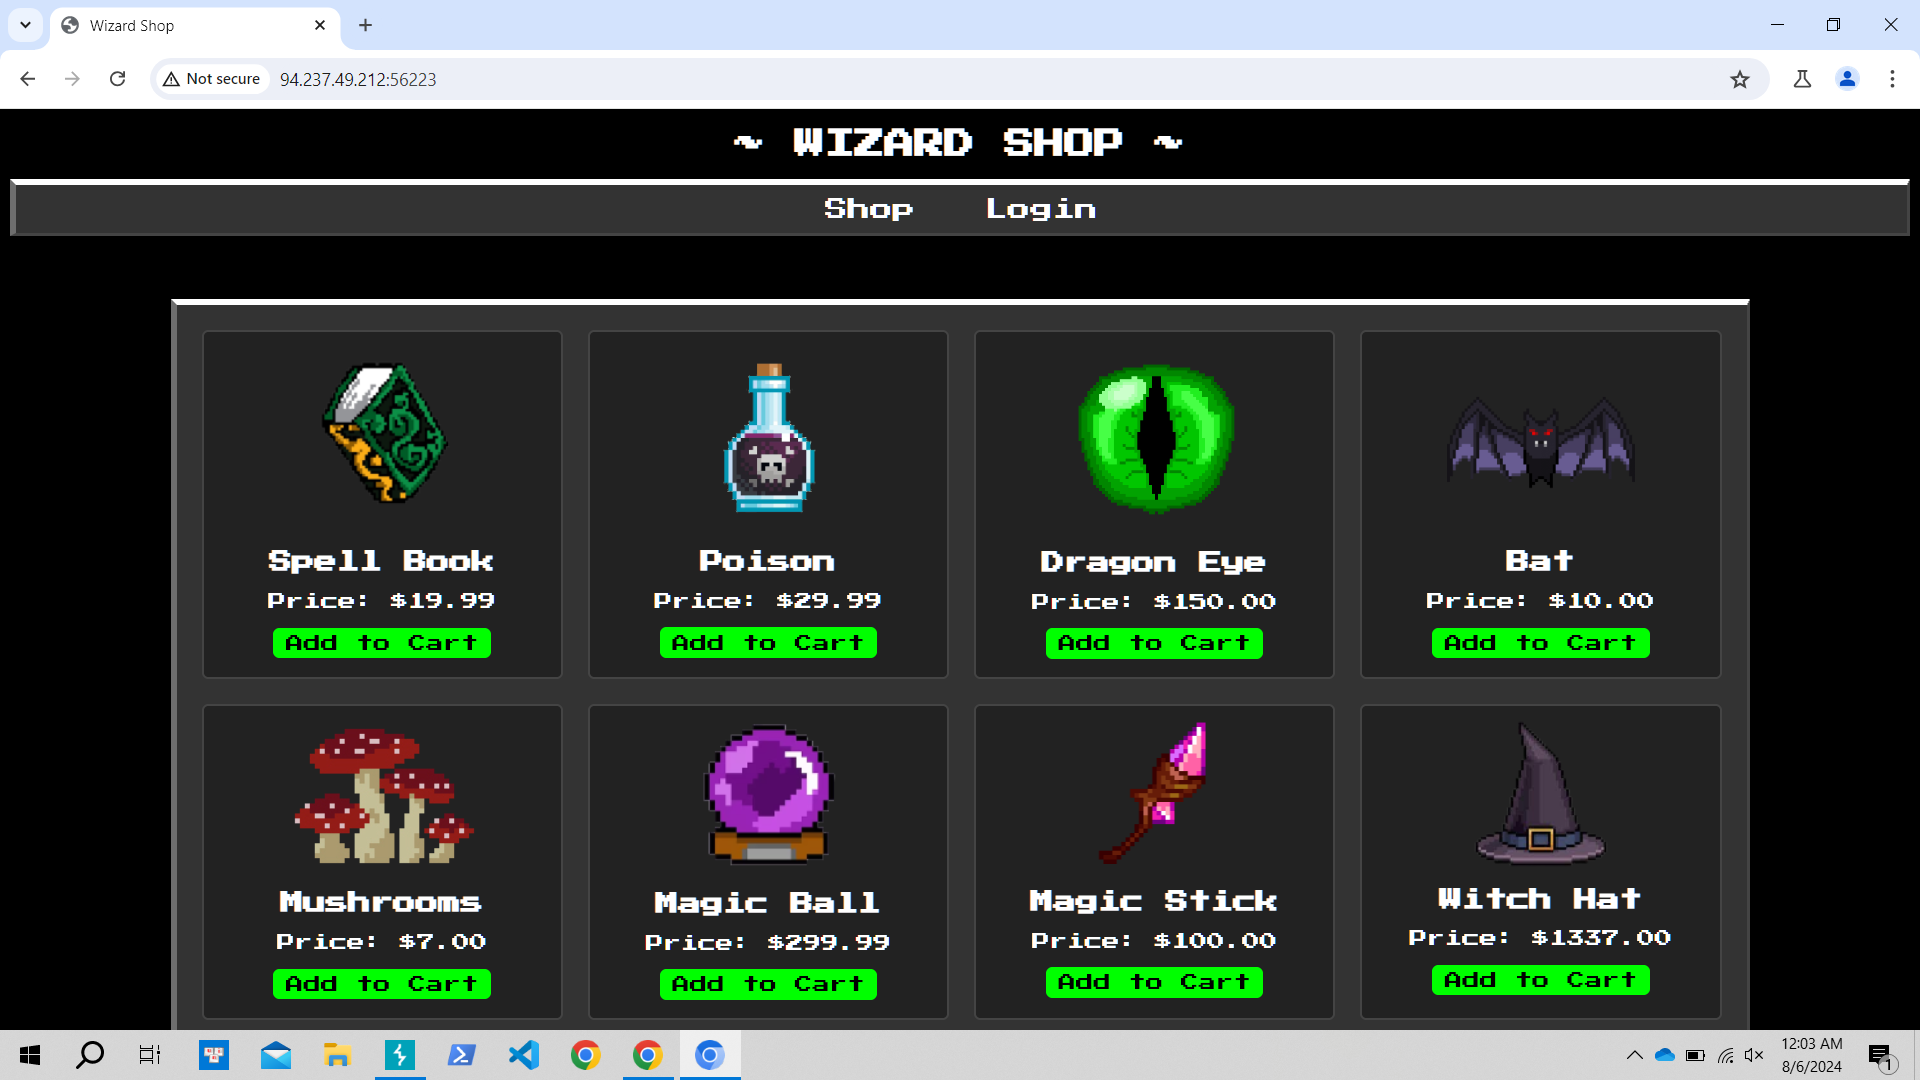 Wizard Shop
Not secure
94.237.49.212:56223
~ WIZARD SHOP ~
Shop Login
Spell Book
Price: $19.99
Add to Cart
Poison
Price: $29.99
Add to Cart
Dragon Eye
Price: $150.00
Add to Cart
Bat
Price: $10.00
Add to Cart
Mushrooms
Price: $7.00
Add to Cart
Magic Ball
Price: $299.99
Add to Cart
Magic Stick
Price: $100.00
Add to Cart
Witch Hat
Price: $1337.00
Add to Cart
12:03 AM
8/6/2024
1